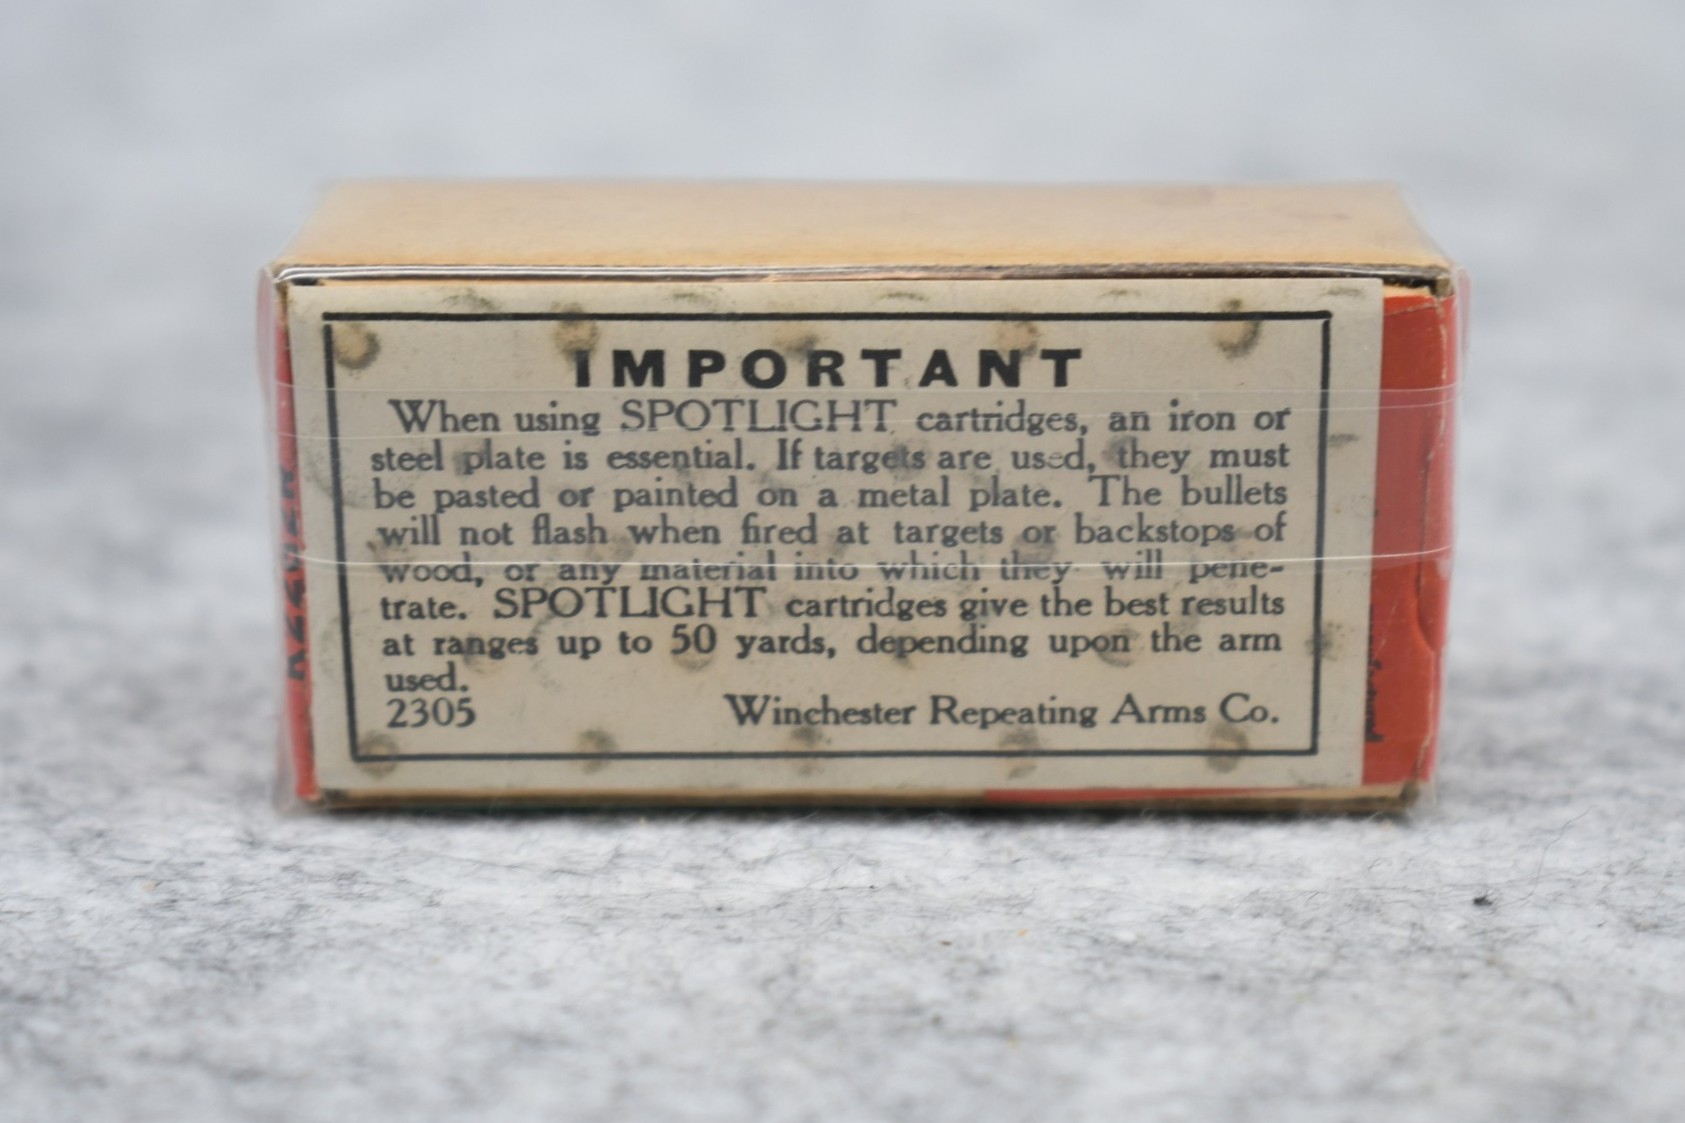 IMPORTANT
When using SPOTLIGHT cartridges, an iron or
steel plate is essential. If targets are used, they must
be pasted or painted on a metal plate. The bullets
will not flash when fired at targets or backstops of
wood, or any material into which they will pene-
trate. SPOTLIGHT cartridges give the best results
at ranges up to 50 yards, depending upon the arm
used.
2305 Winchester Repeating Arms Co.